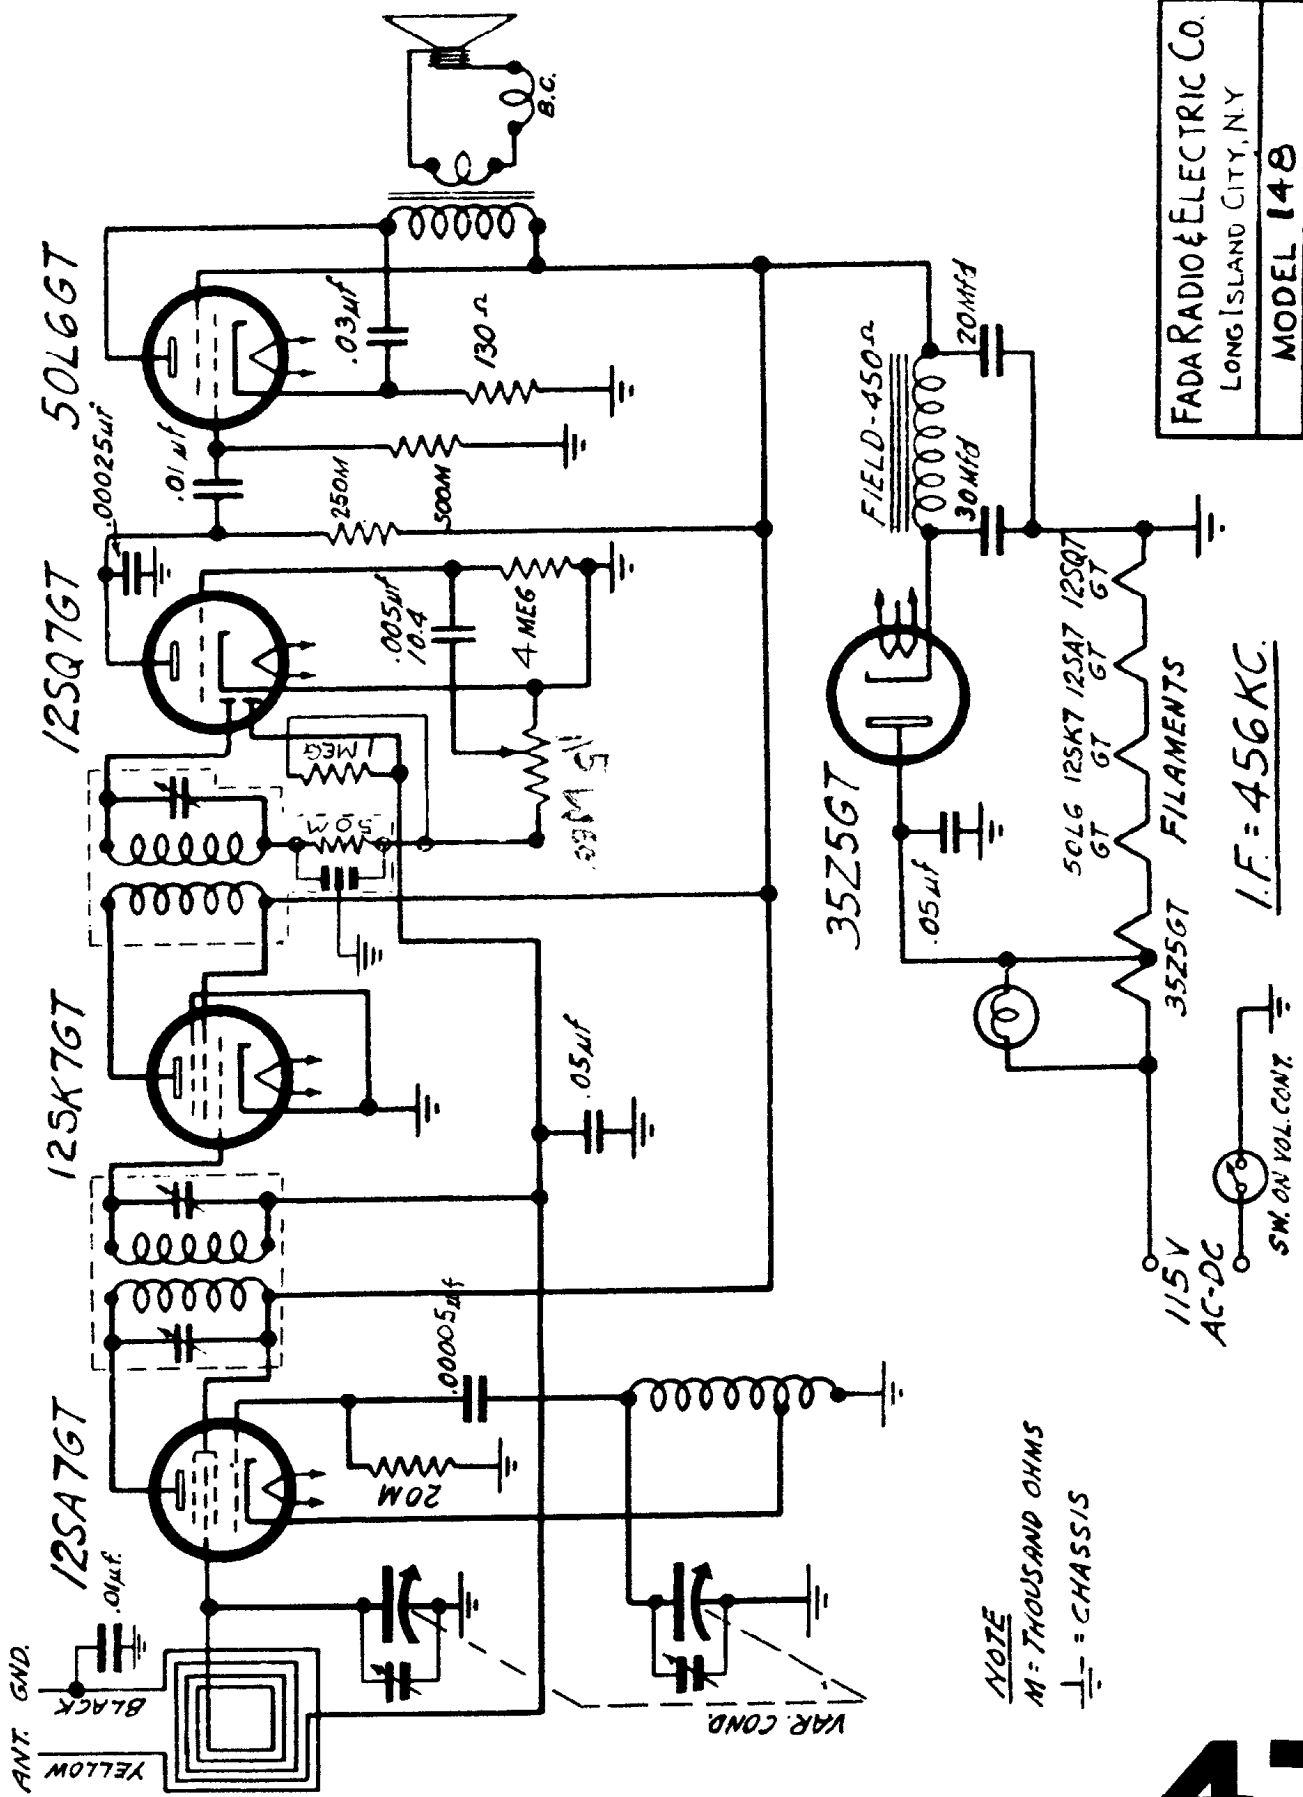 ANT. GND.
YELLOW
BLACK
.01µf.
12SA7GT
12SK7GT
12SQ7GT
50L6GT
.00025µf
.01µf
.03µf
130Ω
250M
500M
.005µf
10.4
4 MEG
1 MEG
50M
B.C.
20M
.00005µf
.05µf
VAR. COND.
35Z5GT
FIELD-450Ω
30Mfd
20Mfd
.05µf
50L6 12SK7 12SA7 12SQ7
GT GT GT GT
35Z5GT
FILAMENTS
I.F. = 456 KC.
115V
AC-DC
SW. ON VOL. CONT.
NOTE
M = THOUSAND OHMS
= CHASSIS
FADA RADIO & ELECTRIC CO.
LONG ISLAND CITY, N.Y
MODEL 148